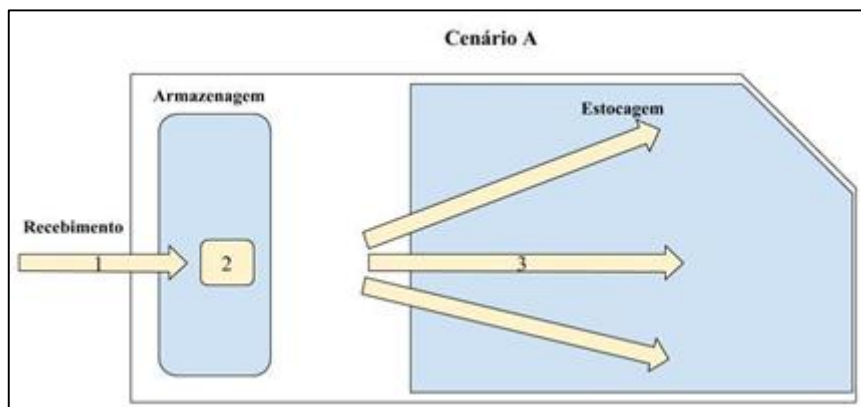 Cenário A
Armazenagem
Estocagem
Recebimento
1
2
3